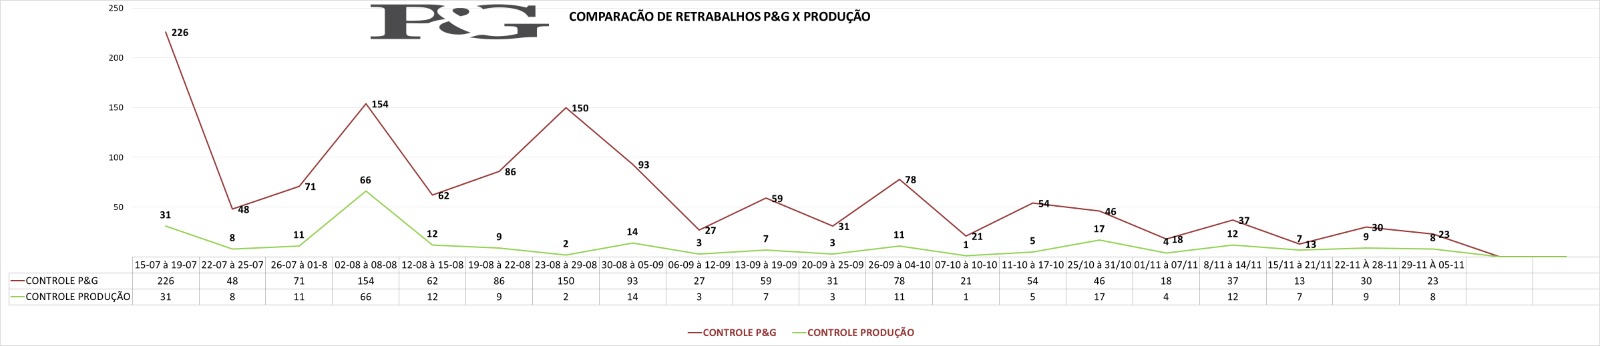 P&G
COMPARACÃO DE RETRABALHOS P&G X PRODUÇÃO
250
200
150
100
50
226 48 71 154 62 86 150 93 27 59 31 78 21 54 46 18 37 13 30 23
31 8 11 66 12 9 2 14 3 7 3 11 1 5 17 4 12 7 9 8
15-07 à 19-07 22-07 à 25-07 26-07 à 01-8 02-08 à 08-08 12-08 à 15-08 19-08 à 22-08 23-08 à 29-08 30-08 à 05-09 06-09 à 12-09 13-09 à 19-09 20-09 à 25-09 26-09 à 04-10 07-10 à 10-10 11-10 à 17-10 25/10 à 31/10 01/11 à 07/11 8/11 à 14/11 15/11 à 21/11 22-11 À 28-11 29-11 À 05-11
CONTROLE P&G 226 48 71 154 62 86 150 93 27 59 31 78 21 54 46 18 37 13 30 23
CONTROLE PRODUÇÃO 31 8 11 66 12 9 2 14 3 7 3 11 1 5 17 4 12 7 9 8
CONTROLE P&G CONTROLE PRODUÇÃO